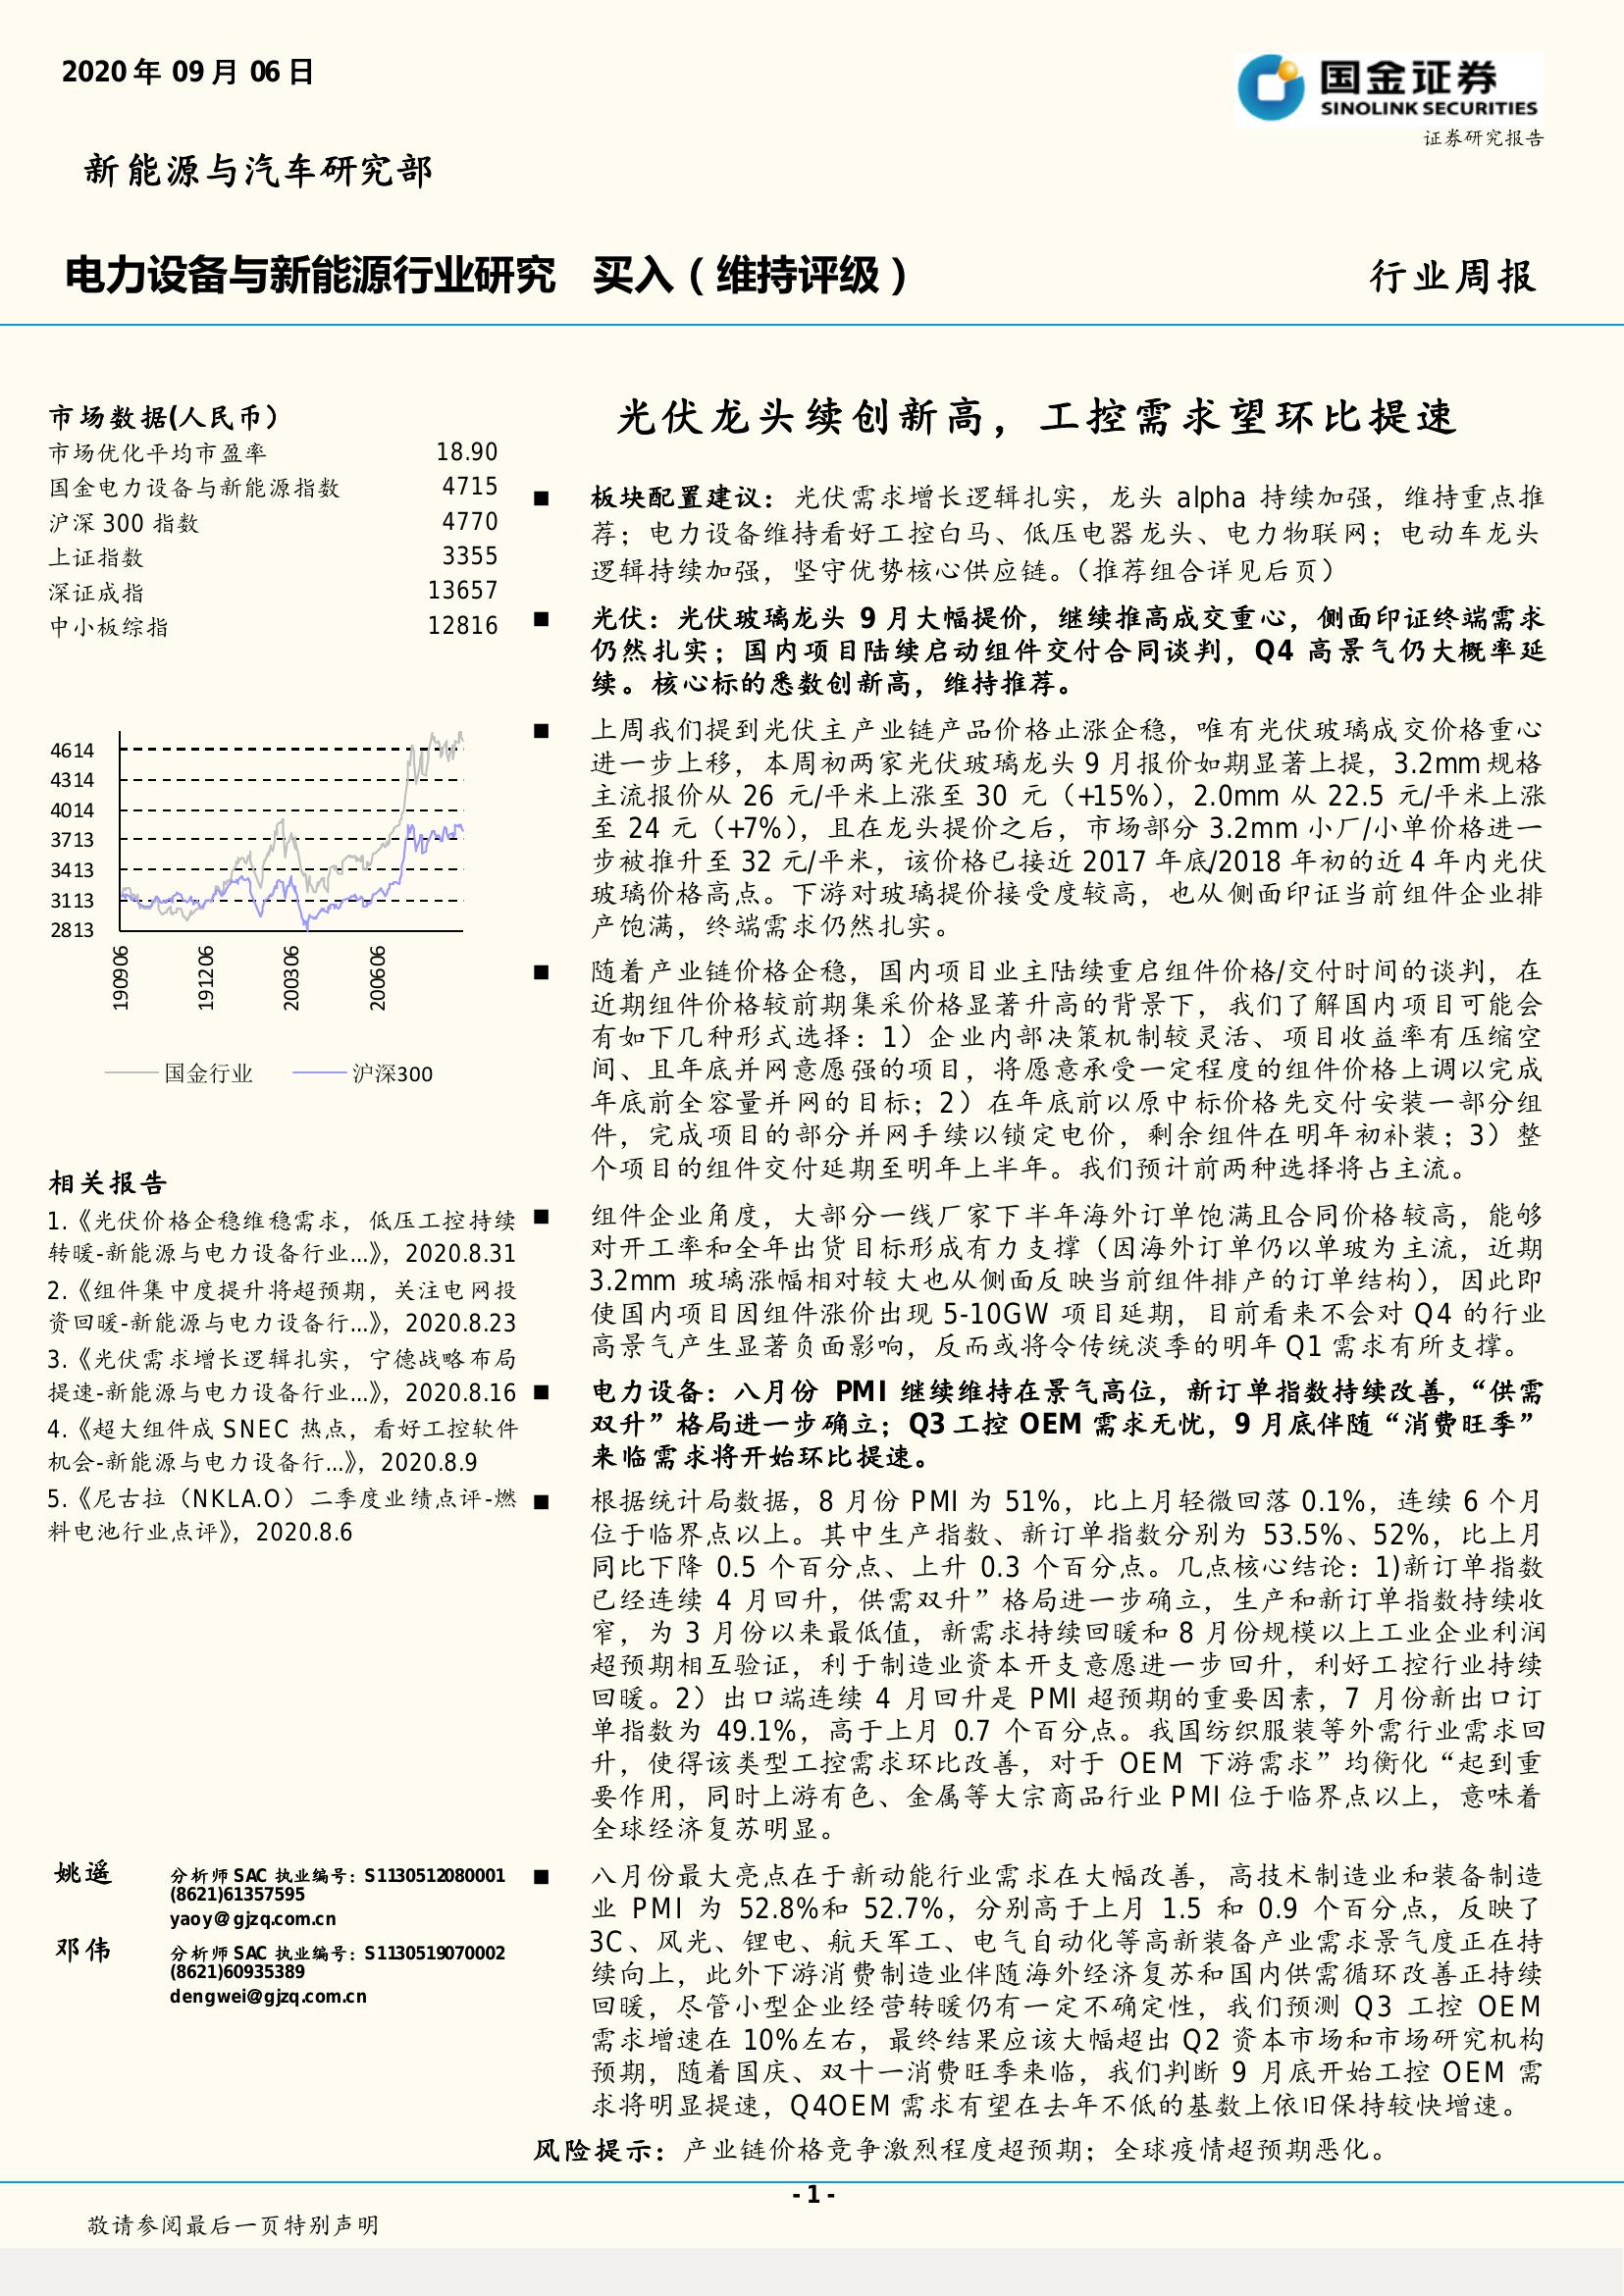 2020年09月06日
国金证券
SINOLINK SECURITIES
证券研究报告
新能源与汽车研究部
电力设备与新能源行业研究 买入（维持评级）
行业周报
市场数据(人民币)
市场优化平均市盈率 18.90
国金电力设备与新能源指数 4715
沪深300指数 4770
上证指数 3355
深证成指 13657
中小板综指 12816
4614
4314
4014
3713
3413
3113
2813
190906
191206
200306
200606
国金行业 沪深300
相关报告
1.《光伏价格企稳维稳需求，低压工控持续
转暖-新能源与电力设备行业...》，2020.8.31
2.《组件集中度提升将超预期，关注电网投
资回暖-新能源与电力设备行...》，2020.8.23
3.《光伏需求增长逻辑扎实，宁德战略布局
提速-新能源与电力设备行业...》，2020.8.16
4.《超大组件成 SNEC 热点，看好工控软件
机会-新能源与电力设备行...》，2020.8.9
5.《尼古拉（NKLA.O）二季度业绩点评-燃
料电池行业点评》，2020.8.6
姚遥 分析师 SAC 执业编号：S1130512080001
(8621)61357595
yaoy＠gjzq.com.cn
邓伟 分析师 SAC 执业编号：S1130519070002
(8621)60935389
dengwei@gjzq.com.cn
光伏龙头续创新高，工控需求望环比提速
■ 板块配置建议：光伏需求增长逻辑扎实，龙头 alpha 持续加强，维持重点推
荐；电力设备维持看好工控白马、低压电器龙头、电力物联网；电动车龙头
逻辑持续加强，坚守优势核心供应链。（推荐组合详见后页）
■ 光伏：光伏玻璃龙头 9 月大幅提价，继续推高成交重心，侧面印证终端需求
仍然扎实；国内项目陆续启动组件交付合同谈判，Q4 高景气仍大概率延
续。核心标的悉数创新高，维持推荐。
■ 上周我们提到光伏主产业链产品价格止涨企稳，唯有光伏玻璃成交价格重心
进一步上移，本周初两家光伏玻璃龙头 9 月报价如期显著上提，3.2mm 规格
主流报价从 26 元/平米上涨至 30 元（+15%），2.0mm 从 22.5 元/平米上涨
至 24 元（+7%），且在龙头提价之后，市场部分 3.2mm 小厂/小单价格进一
步被推升至 32 元/平米，该价格已接近 2017 年底/2018 年初的近 4 年内光伏
玻璃价格高点。下游对玻璃提价接受度较高，也从侧面印证当前组件企业排
产饱满，终端需求仍然扎实。
■ 随着产业链价格企稳，国内项目业主陆续重启组件价格/交付时间的谈判，在
近期组件价格较前期集采价格显著升高的背景下，我们了解国内项目可能会
有如下几种形式选择：1）企业内部决策机制较灵活、项目收益率有压缩空
间、且年底并网意愿强的项目，将愿意承受一定程度的组件价格上调以完成
年底前全容量并网的目标；2）在年底前以原中标价格先交付安装一部分组
件，完成项目的部分并网手续以锁定电价，剩余组件在明年初补装；3）整
个项目的组件交付延期至明年上半年。我们预计前两种选择将占主流。
■ 组件企业角度，大部分一线厂家下半年海外订单饱满且合同价格较高，能够
对开工率和全年出货目标形成有力支撑（因海外订单仍以单玻为主流，近期
3.2mm 玻璃涨幅相对较大也从侧面反映当前组件排产的订单结构），因此即
使国内项目因组件涨价出现 5-10GW 项目延期，目前看来不会对 Q4 的行业
高景气产生显著负面影响，反而或将令传统淡季的明年 Q1 需求有所支撑。
■ 电力设备：八月份 PMI 继续维持在景气高位，新订单指数持续改善，“供需
双升”格局进一步确立；Q3 工控 OEM 需求无忧，9 月底伴随“消费旺季”
来临需求将开始环比提速。
■ 根据统计局数据，8 月份 PMI 为 51%，比上月轻微回落 0.1%，连续 6 个月
位于临界点以上。其中生产指数、新订单指数分别为 53.5%、52%，比上月
同比下降 0.5 个百分点、上升 0.3 个百分点。几点核心结论：1)新订单指数
已经连续 4 月回升，供需双升”格局进一步确立，生产和新订单指数持续收
窄，为 3 月份以来最低值，新需求持续回暖和 8 月份规模以上工业企业利润
超预期相互验证，利于制造业资本开支意愿进一步回升，利好工控行业持续
回暖。2）出口端连续 4 月回升是 PMI 超预期的重要因素，7 月份新出口订
单指数为 49.1%，高于上月 0.7 个百分点。我国纺织服装等外需行业需求回
升，使得该类型工控需求环比改善，对于 OEM 下游需求”均衡化“起到重
要作用，同时上游有色、金属等大宗商品行业 PMI 位于临界点以上，意味着
全球经济复苏明显。
■ 八月份最大亮点在于新动能行业需求在大幅改善，高技术制造业和装备制造
业 PMI 为 52.8%和 52.7%，分别高于上月 1.5 和 0.9 个百分点，反映了
3C、风光、锂电、航天军工、电气自动化等高新装备产业需求景气度正在持
续向上，此外下游消费制造业伴随海外经济复苏和国内供需循环改善正持续
回暖，尽管小型企业经营转暖仍有一定不确定性，我们预测 Q3 工控 OEM
需求增速在 10%左右，最终结果应该大幅超出 Q2 资本市场和市场研究机构
预期，随着国庆、双十一消费旺季来临，我们判断 9 月底开始工控 OEM 需
求将明显提速，Q4OEM 需求有望在去年不低的基数上依旧保持较快增速。
风险提示：产业链价格竞争激烈程度超预期；全球疫情超预期恶化。
- 1 -
敬请参阅最后一页特别声明